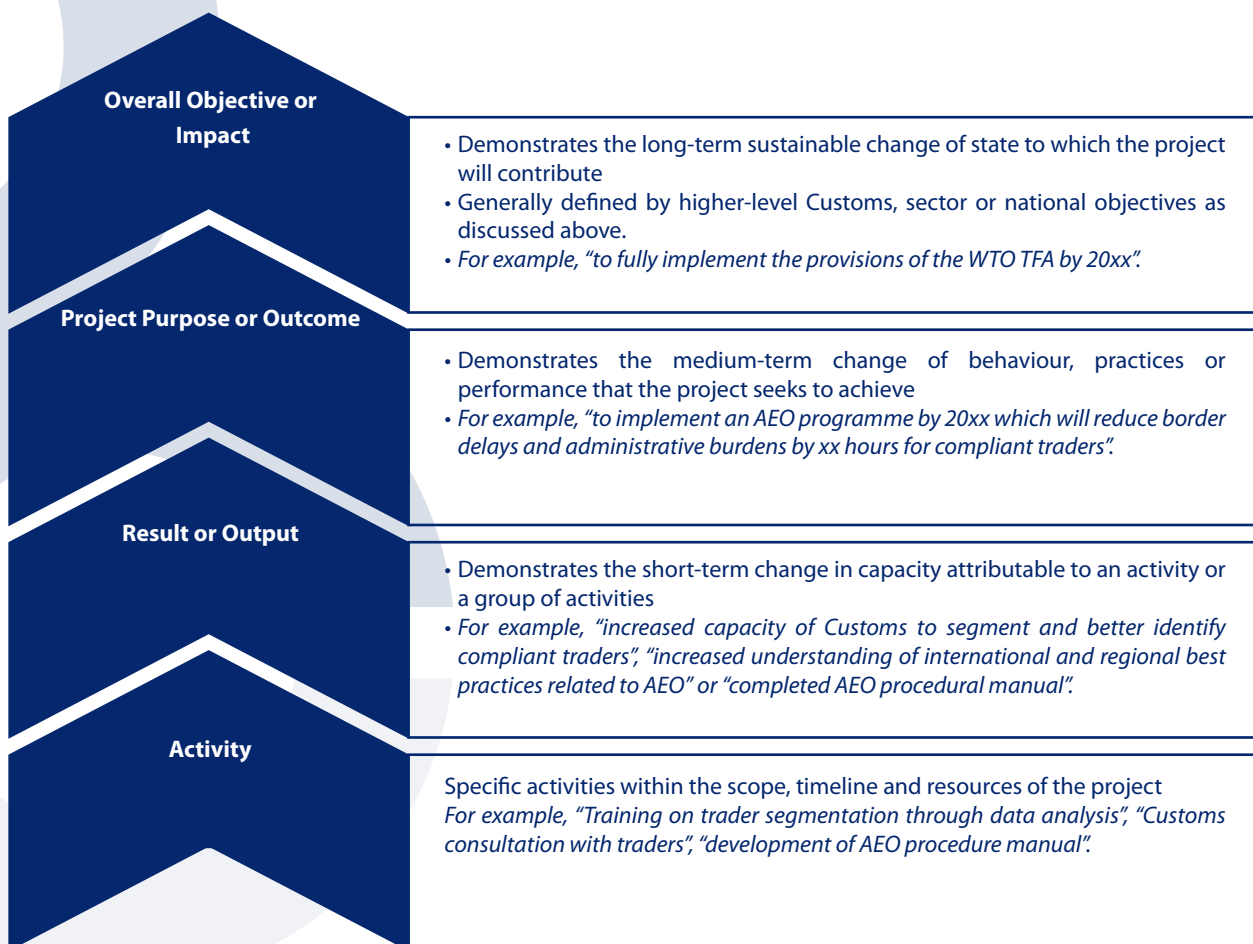 Overall Objective or
Impact
• Demonstrates the long-term sustainable change of state to which the project
will contribute
• Generally defined by higher-level Customs, sector or national objectives as
discussed above.
• For example, “to fully implement the provisions of the WTO TFA by 20xx”.
Project Purpose or Outcome
• Demonstrates the medium-term change of behaviour, practices or
performance that the project seeks to achieve
• For example, “to implement an AEO programme by 20xx which will reduce border
delays and administrative burdens by xx hours for compliant traders”.
Result or Output
• Demonstrates the short-term change in capacity attributable to an activity or
a group of activities
• For example, “increased capacity of Customs to segment and better identify
compliant traders”, “increased understanding of international and regional best
practices related to AEO” or “completed AEO procedural manual”.
Activity
Specific activities within the scope, timeline and resources of the project
For example, “Training on trader segmentation through data analysis”, “Customs
consultation with traders”, “development of AEO procedure manual”.